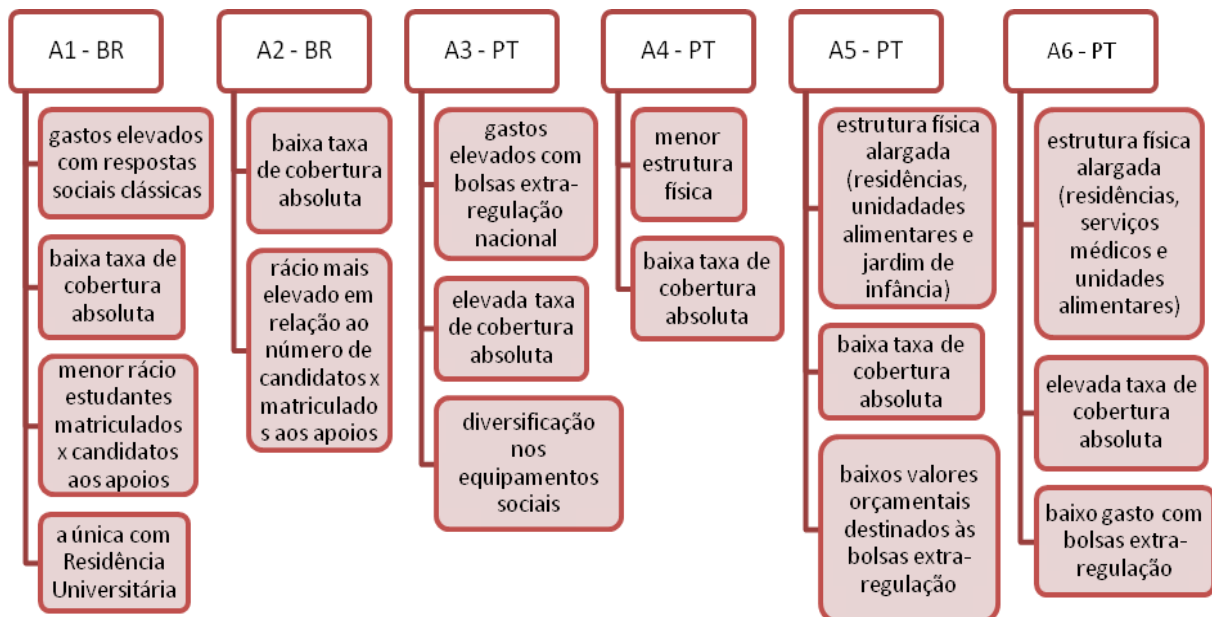 A1 - BR
gastos elevados
com respostas
sociais clássicas
baixa taxa de
cobertura
absoluta
menor rácio
estudantes
matriculados
x candidatos
aos apoios
a única com
Residência
Universitária
A2 - BR
baixa taxa
de cobertura
absoluta
rácio mais
elevado em
relação ao
número de
candidatos x
matriculado
s aos apoios
A3 - PT
gastos
elevados com
bolsas extra-
regulação
nacional
elevada taxa
de cobertura
absoluta
diversificação
nos
equipamentos
sociais
A4 - PT
menor
estrutura
física
baixa taxa de
cobertura
absoluta
A5 - PT
estrutura física
alargada
(residências,
unidadades
alimentares e
jardim de
infância)
baixa taxa de
cobertura
absoluta
baixos valores
orçamentais
destinados às
bolsas extra-
regulação
A6 - PT
estrutura física
alargada
(residências,
serviços
médicos e
unidades
alimentares)
elevada taxa de
cobertura
absoluta
baixo gasto com
bolsas extra-
regulação